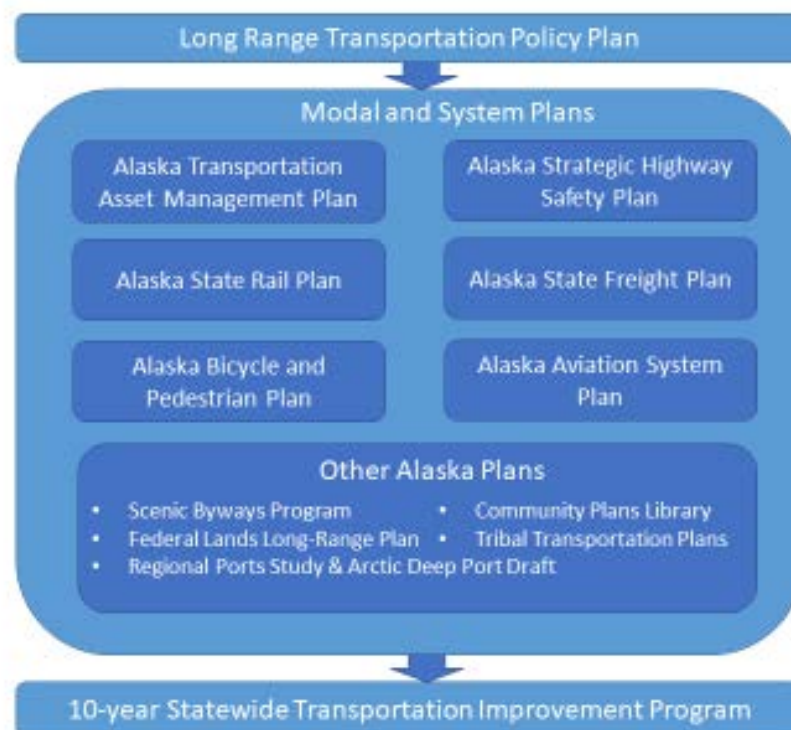 Long Range Transportation Policy Plan
Modal and System Plans
Alaska Transportation
Asset Management Plan
Alaska Strategic Highway
Safety Plan
Alaska State Rail Plan
Alaska State Freight Plan
Alaska Bicycle and
Pedestrian Plan
Alaska Aviation System
Plan
Other Alaska Plans
• Scenic Byways Program
• Community Plans Library
• Federal Lands Long-Range Plan
• Tribal Transportation Plans
• Regional Ports Study & Arctic Deep Port Draft
10-year Statewide Transportation Improvement Program